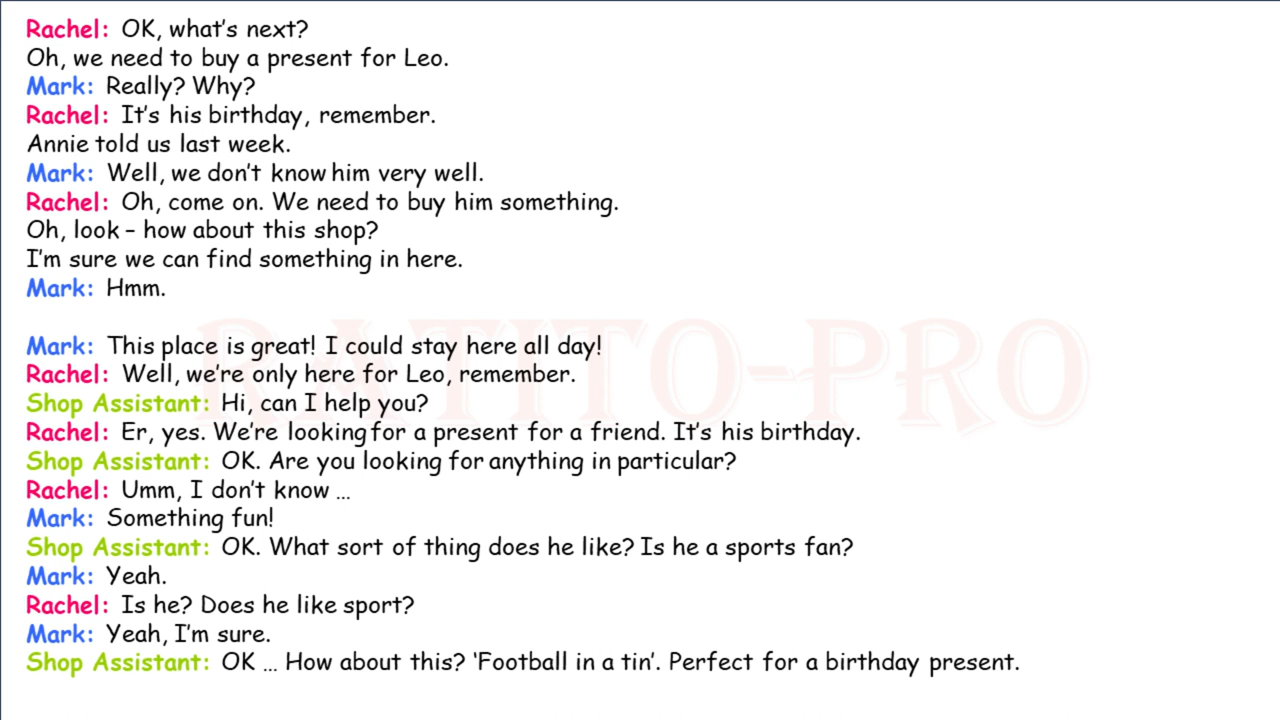 Rachel: OK, what's next?
Oh, we need to buy a present for Leo.
Mark: Really? Why?
Rachel: It's his birthday, remember.
Annie told us last week.
Mark: Well, we don't know him very well.
Rachel: Oh, come on. We need to buy him something.
Oh, look – how about this shop?
I'm sure we can find something in here.
Mark: Hmm.
Mark: This place is great! I could stay here all day!
Rachel: Well, we're only here for Leo, remember.
Shop Assistant: Hi, can I help you?
Rachel: Er, yes. We're looking for a present for a friend. It's his birthday.
Shop Assistant: OK. Are you looking for anything in particular?
Rachel: Umm, I don't know …
Mark: Something fun!
Shop Assistant: OK. What sort of thing does he like? Is he a sports fan?
Mark: Yeah.
Rachel: Is he? Does he like sport?
Mark: Yeah, I'm sure.
Shop Assistant: OK … How about this? 'Football in a tin'. Perfect for a birthday present.
RATITO-PRO